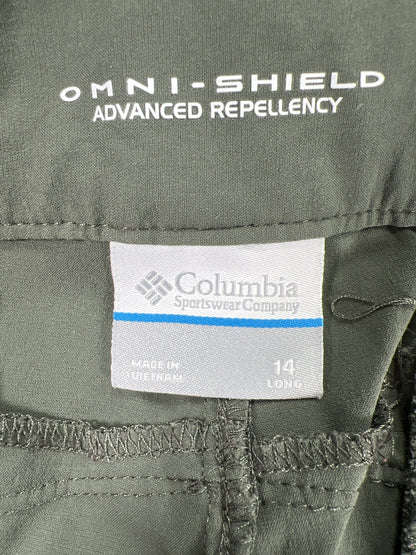 OMNI-SHIELD
ADVANCED REPELLENCY
Columbia
Sportswear Company
MADE IN
VIETNAM
14
LONG